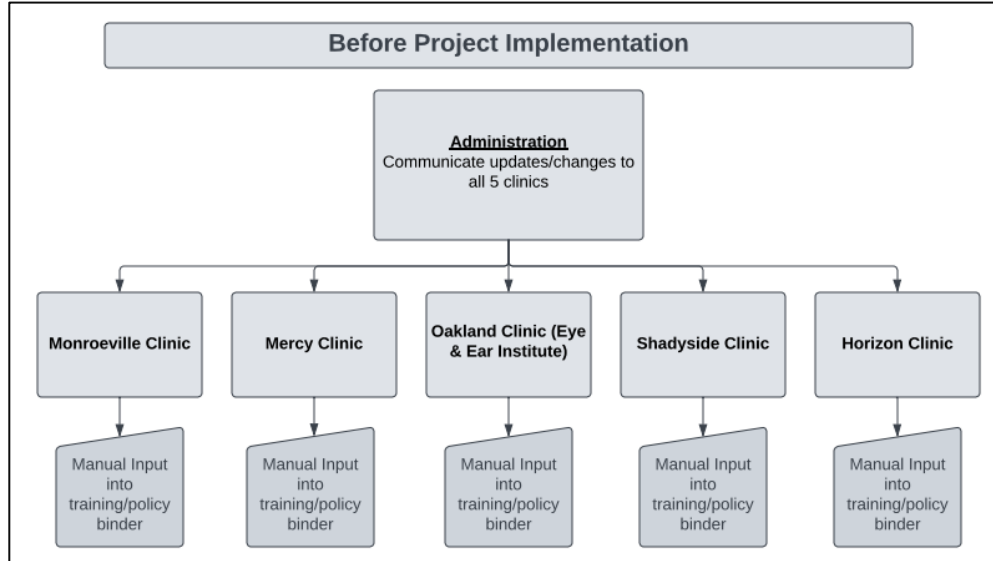 Before Project Implementation
Administration
Communicate updates/changes to
all 5 clinics
Monroeville Clinic
Mercy Clinic
Oakland Clinic (Eye
& Ear Institute)
Shadyside Clinic
Horizon Clinic
Manual Input
into
training/policy
binder
Manual Input
into
training/policy
binder
Manual Input
into
training/policy
binder
Manual Input
into
training/policy
binder
Manual Input
into
training/policy
binder